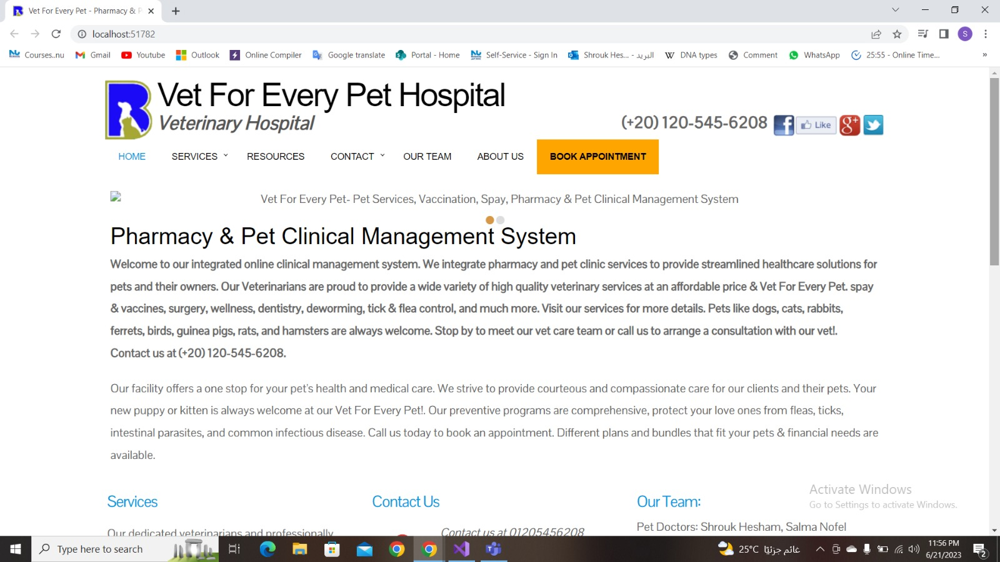 Vet For Every Pet - Pharmacy & P
localhost:51782
Courses..nu
Gmail
Youtube
Outlook
Online Compiler
Google translate
Portal - Home
Self-Service - Sign In
Shrouk Hes... - البريد
DNA types
Comment
WhatsApp
25:55 - Online Time...
»
S
Vet For Every Pet Hospital
Veterinary Hospital
(+20) 120-545-6208
Like
HOME SERVICES RESOURCES CONTACT OUR TEAM ABOUT US BOOK APPOINTMENT
Vet For Every Pet- Pet Services, Vaccination, Spay, Pharmacy & Pet Clinical Management System
Pharmacy & Pet Clinical Management System
Welcome to our integrated online clinical management system. We integrate pharmacy and pet clinic services to provide streamlined healthcare solutions for
pets and their owners. Our Veterinarians are proud to provide a wide variety of high quality veterinary services at an affordable price & Vet For Every Pet. spay
& vaccines, surgery, wellness, dentistry, deworming, tick & flea control, and much more. Visit our services for more details. Pets like dogs, cats, rabbits,
ferrets, birds, guinea pigs, rats, and hamsters are always welcome. Stop by to meet our vet care team or call us to arrange a consultation with our vet!.
Contact us at (+20) 120-545-6208.
Our facility offers a one stop for your pet's health and medical care. We strive to provide courteous and compassionate care for our clients and their pets. Your
new puppy or kitten is always welcome at our Vet For Every Pet!. Our preventive programs are comprehensive, protect your love ones from fleas, ticks,
intestinal parasites, and common infectious disease. Call us today to book an appointment. Different plans and bundles that fit your pets & financial needs are
available.
Services
Our dedicated veterinarians and professionally
Contact Us
Contact us at 01205456208
Our Team:
Pet Doctors: Shrouk Hesham, Salma Nofel
Activate Windows
Go to Settings to activate Windows.
Type here to search
25°C غائم جزئيًا
11:56 PM
6/21/2023
2